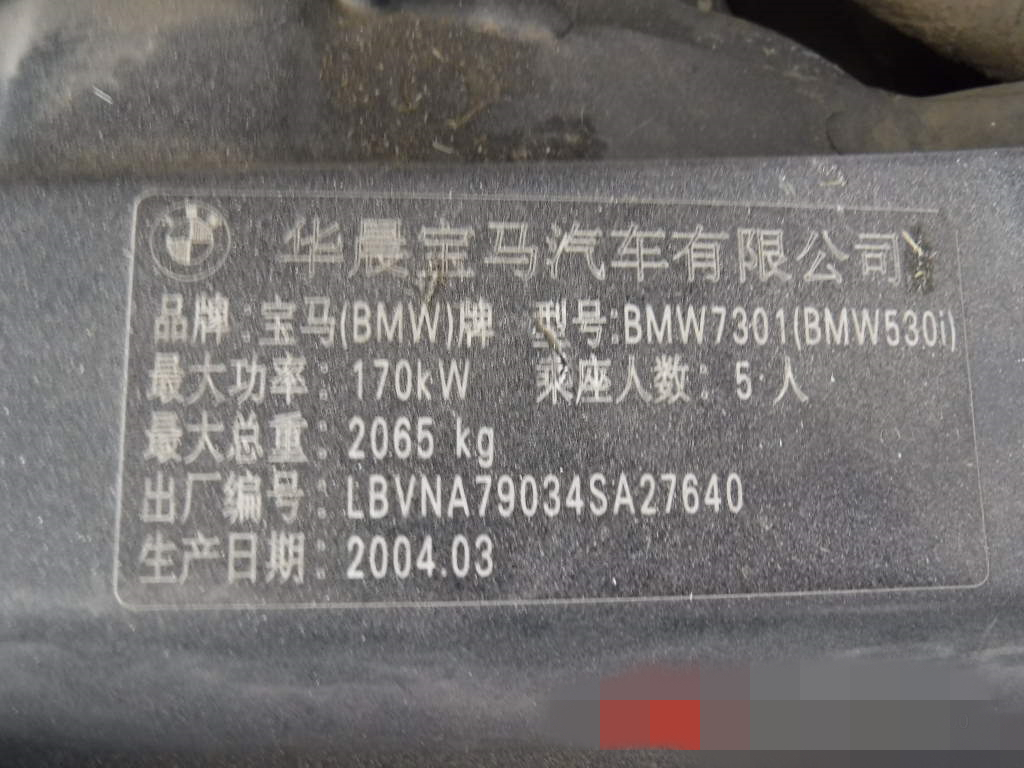 华晨宝马汽车有限公司
品牌:宝马(BMW)牌 型号:BMW7301(BMW530i)
最大功率: 170kW 乘座人数: 5 人
最大总重: 2065 kg
出厂编号: LBVNA79034SA27640
生产日期: 2004.03